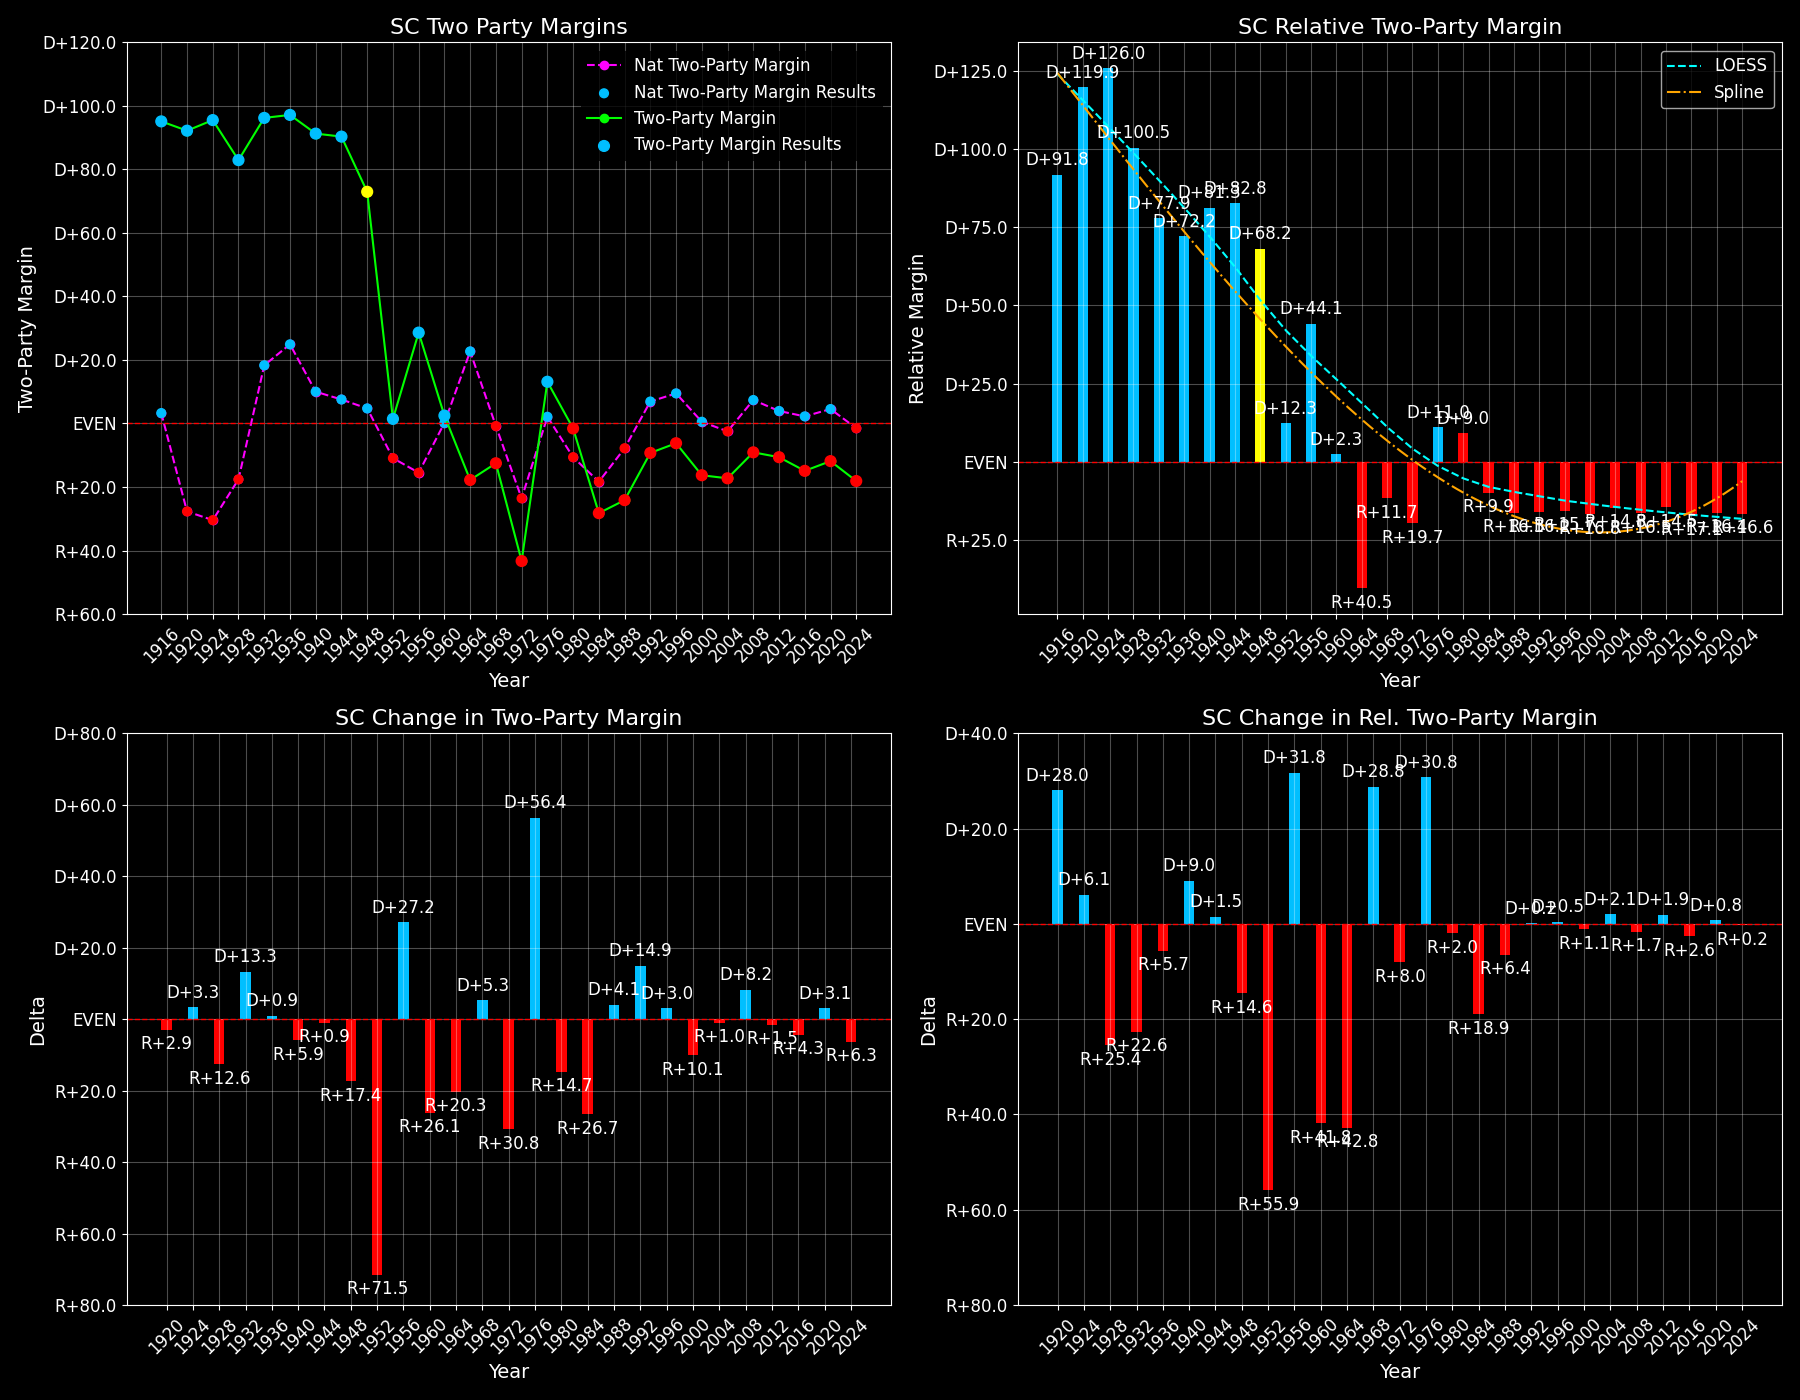 SC Two Party Margins
D+120.0
D+100.0
D+80.0
D+60.0
D+40.0
D+20.0
EVEN
R+20.0
R+40.0
R+60.0
Two-Party Margin
Nat Two-Party Margin
Nat Two-Party Margin Results
Two-Party Margin
Two-Party Margin Results
1916 1920 1924 1928 1932 1936 1940 1944 1948 1952 1956 1960 1964 1968 1972 1976 1980 1984 1988 1992 1996 2000 2004 2008 2012 2016 2020 2024
Year
SC Relative Two-Party Margin
D+125.0
D+100.0
D+75.0
D+50.0
D+25.0
EVEN
R+25.0
Relative Margin
LOESS
Spline
D+91.8
D+119.9
D+126.0
D+100.5
D+77.9
D+72.2
D+81.3
D+82.8
D+68.2
D+12.3
D+44.1
D+2.3
R+40.5
R+11.7
R+19.7
D+11.0
D+9.0
R+9.9
R+16.8
R+14.8
R+17.1
R+16.6
1916 1920 1924 1928 1932 1936 1940 1944 1948 1952 1956 1960 1964 1968 1972 1976 1980 1984 1988 1992 1996 2000 2004 2008 2012 2016 2020 2024
Year
SC Change in Two-Party Margin
D+80.0
D+60.0
D+40.0
D+20.0
EVEN
R+20.0
R+40.0
R+60.0
R+80.0
Delta
R+2.9
D+3.3
R+12.6
D+13.3
D+0.9
R+5.9
R+0.9
R+17.4
R+71.5
D+27.2
R+26.1
R+20.3
D+5.3
R+30.8
D+56.4
R+14.7
R+26.7
D+4.1
D+14.9
D+3.0
R+10.1
R+1.0
D+8.2
R+1.5
R+4.3
D+3.1
R+6.3
1920 1924 1928 1932 1936 1940 1944 1948 1952 1956 1960 1964 1968 1972 1976 1980 1984 1988 1992 1996 2000 2004 2008 2012 2016 2020 2024
Year
SC Change in Rel. Two-Party Margin
D+40.0
D+20.0
EVEN
R+20.0
R+40.0
R+60.0
R+80.0
Delta
D+28.0
D+6.1
R+25.4
R+22.6
R+5.7
D+9.0
D+1.5
R+14.6
R+55.9
D+31.8
R+41.8
R+42.8
D+28.8
R+8.0
D+30.8
R+2.0
R+18.9
R+6.4
D+0.2
D+0.5
R+1.1
D+2.1
R+1.7
D+1.9
R+2.6
D+0.8
R+0.2
1920 1924 1928 1932 1936 1940 1944 1948 1952 1956 1960 1964 1968 1972 1976 1980 1984 1988 1992 1996 2000 2004 2008 2012 2016 2020 2024
Year